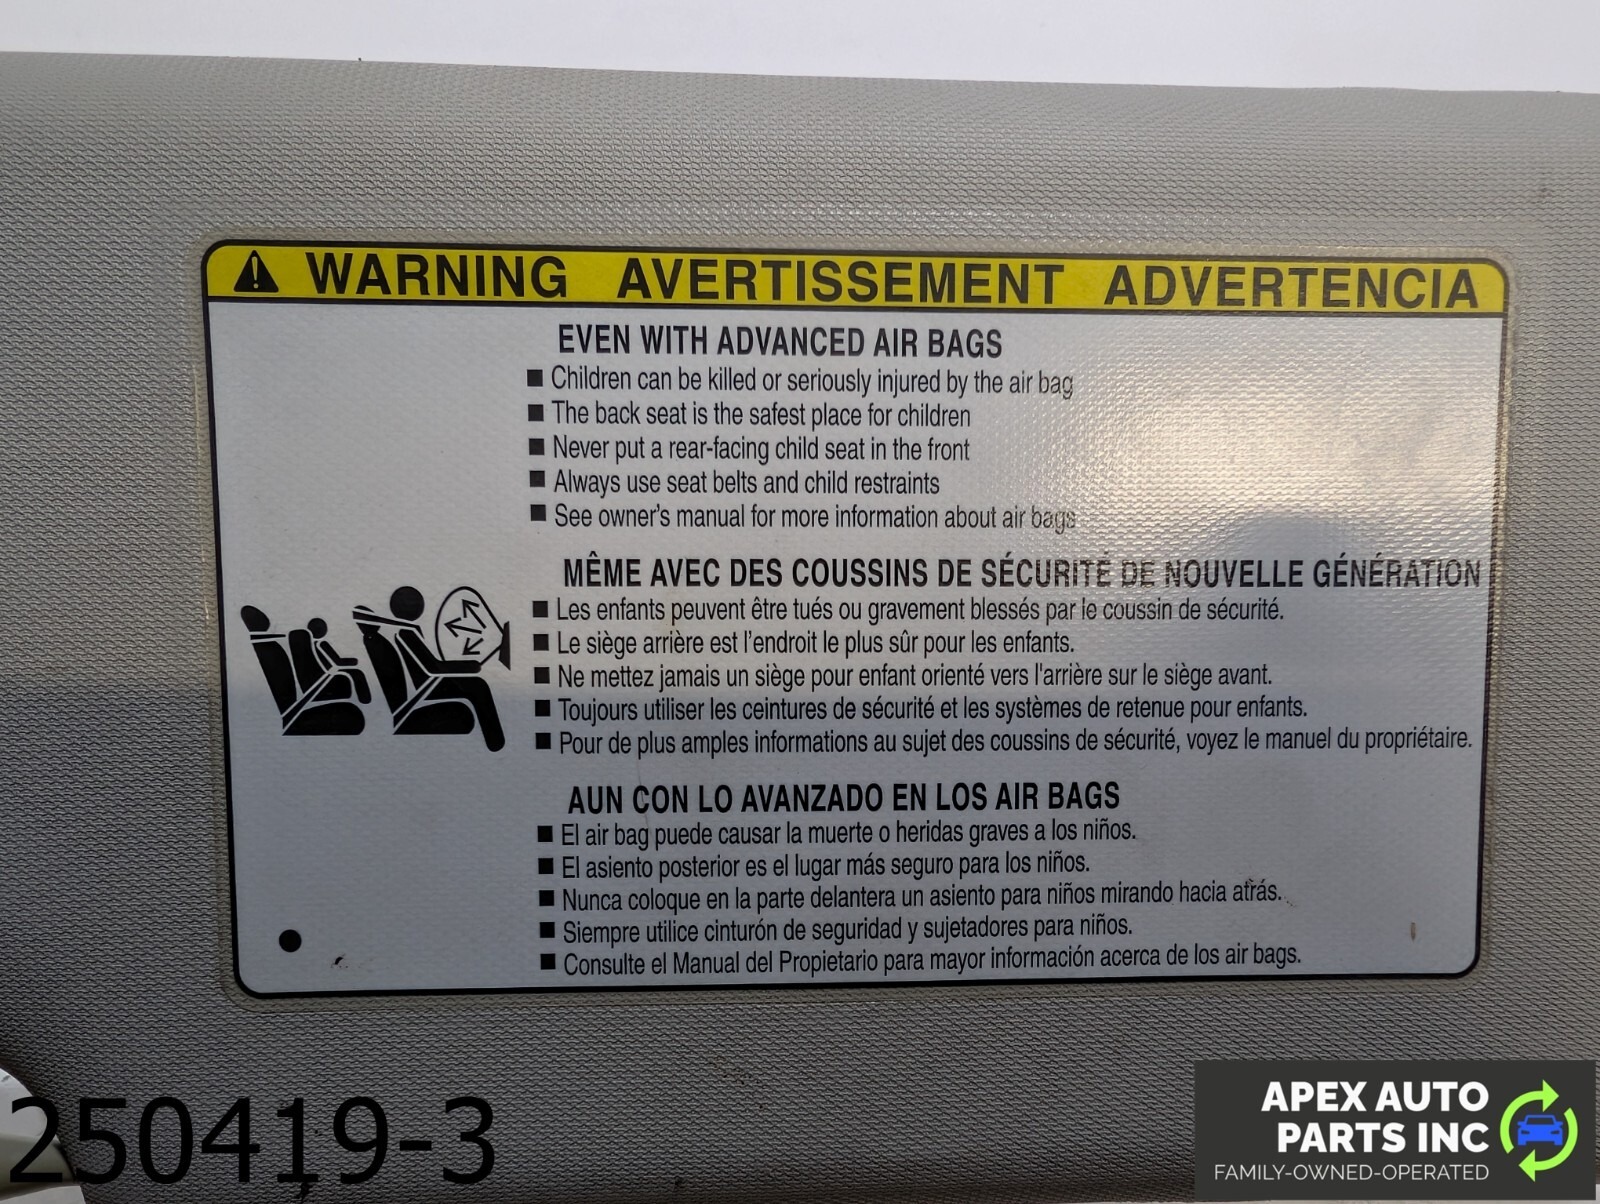 WARNING AVERTISSEMENT ADVERTENCIA
EVEN WITH ADVANCED AIR BAGS
■ Children can be killed or seriously injured by the air bag
■ The back seat is the safest place for children
■ Never put a rear-facing child seat in the front
■ Always use seat belts and child restraints
■ See owner's manual for more information about air bags
MÊME AVEC DES COUSSINS DE SÉCURITÉ DE NOUVELLE GÉNÉRATION
■ Les enfants peuvent être tués ou gravement blessés par le coussin de sécurité.
■ Le siège arrière est l'endroit le plus sûr pour les enfants.
■ Ne mettez jamais un siège pour enfant orienté vers l'arrière sur le siège avant.
■ Toujours utiliser les ceintures de sécurité et les systèmes de retenue pour enfants.
■ Pour de plus amples informations au sujet des coussins de sécurité, voyez le manuel du propriétaire.
AUN CON LO AVANZADO EN LOS AIR BAGS
■ El air bag puede causar la muerte o heridas graves a los niños.
■ El asiento posterior es el lugar más seguro para los niños.
■ Nunca coloque en la parte delantera un asiento para niños mirando hacia atrás.
■ Siempre utilice cinturón de seguridad y sujetadores para niños.
■ Consulte el Manual del Propietario para mayor información acerca de los air bags.
250419-3
APEX AUTO
PARTS INC
FAMILY-OWNED-OPERATED